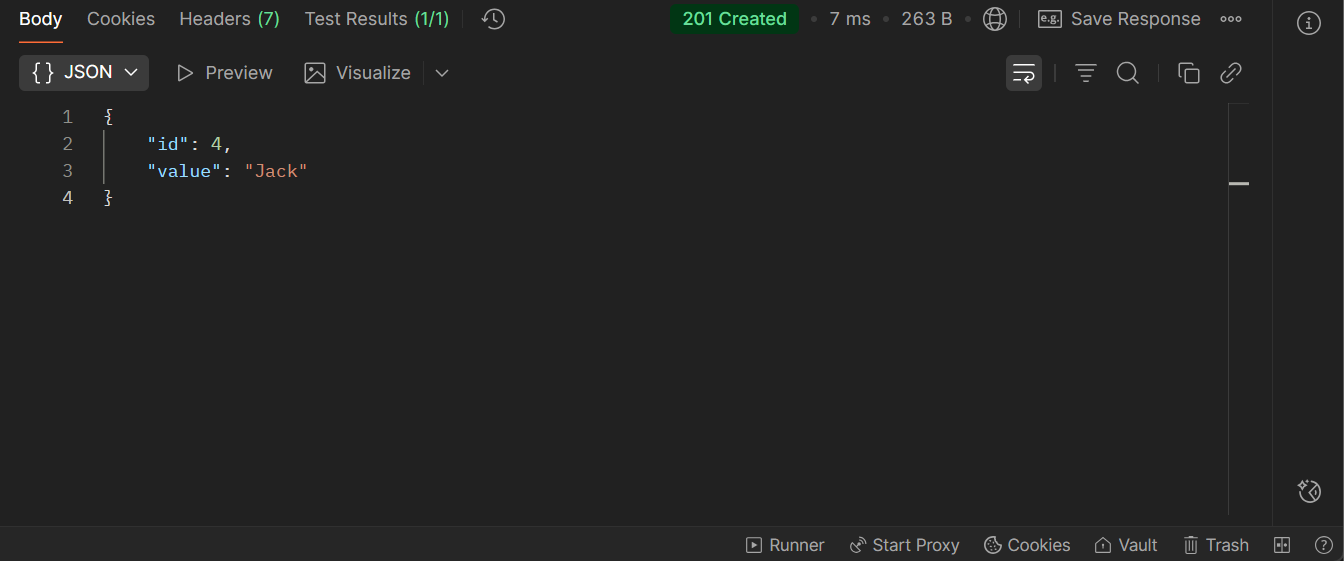 Body Cookies Headers (7) Test Results (1/1) 201 Created • 7 ms • 263 B • e.g. Save Response
{} JSON Preview Visualize
1 {
2 "id": 4,
3 "value": "Jack"
4 }
Runner Start Proxy Cookies Vault Trash